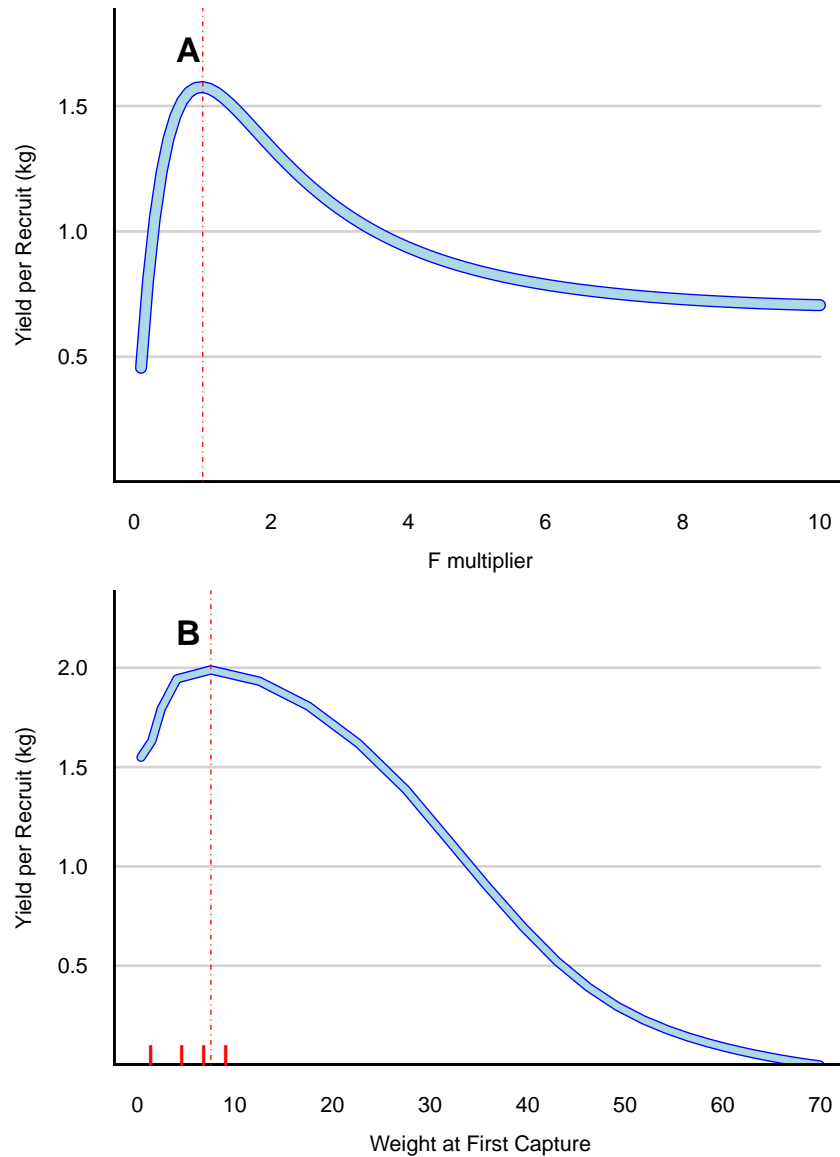 A
1.5
1.0
0.5
Yield per Recruit (kg)
0 2 4 6 8 10
F multiplier
B
2.0
1.5
1.0
0.5
Yield per Recruit (kg)
0 10 20 30 40 50 60 70
Weight at First Capture